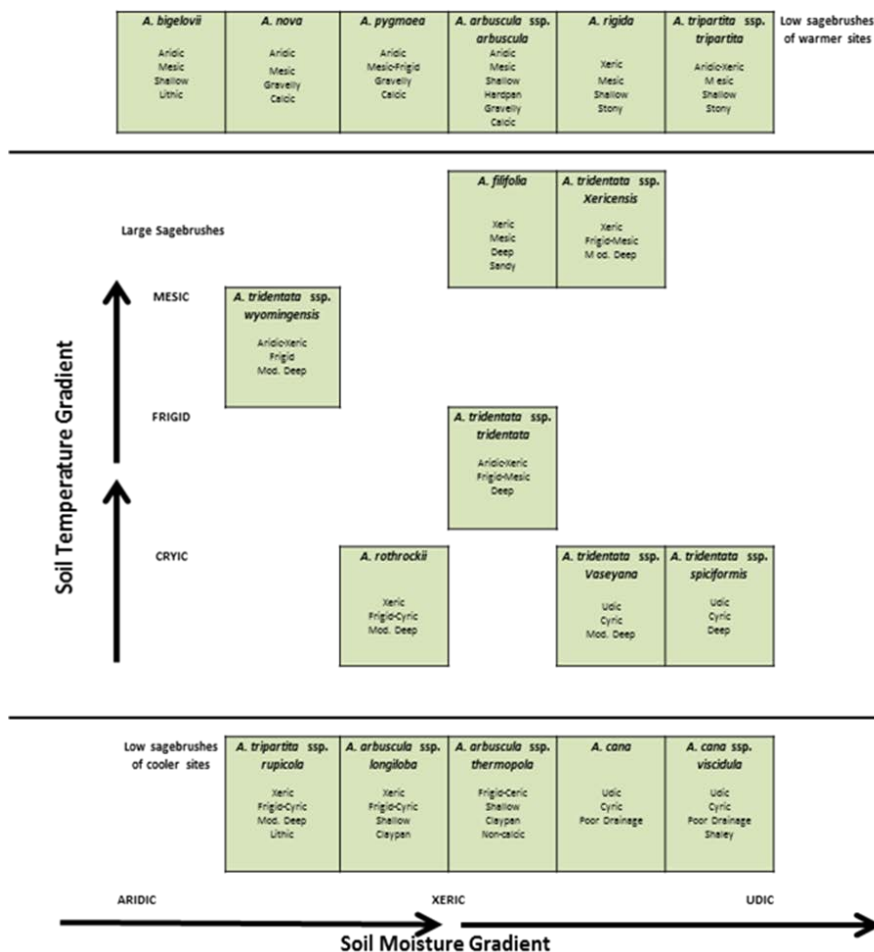 A. bigelovii
Aridic
Mesic
Shallow
Lithic
A. nova
Aridic
Mesic
Gravelly
Calcic
A. pygmaea
Aridic
Mesic-Frigid
Gravelly
Calcic
A. arbuscula ssp.
arbuscula
Aridic
Mesic
Shallow
Hardpan
Gravelly
Calcic
A. rigida
Xeric
Mesic
Shallow
Stony
A. tripartita ssp.
tripartita
Aridic-Xeric
Mesic
Shallow
Stony
Low sagebrushes
of warmer sites
Large Sagebrushes
A. filifolia
Xeric
Mesic
Deep
Sandy
A. tridentata ssp.
Xericensis
Xeric
Frigid-Mesic
Mod. Deep
Soil Temperature Gradient
MESIC
A. tridentata ssp.
wyomingensis
Aridic-Xeric
Frigid
Mod. Deep
FRIGID
A. tridentata ssp.
tridentata
Aridic-Xeric
Frigid-Mesic
Deep
CRYIC
A. rothrockii
Xeric
Frigid-Cyric
Mod. Deep
A. tridentata ssp.
Vaseyana
Udic
Cyric
Mod. Deep
A. tridentata ssp.
spiciformis
Udic
Cyric
Deep
Low sagebrushes
of cooler sites
A. tripartita ssp.
rupicola
Xeric
Frigid-Cyric
Mod. Deep
Lithic
A. arbuscula ssp.
longiloba
Xeric
Frigid-Cyric
Shallow
Claypan
A. arbuscula ssp.
thermopola
Frigid-Ceric
Shallow
Claypan
Non-calcic
A. cana
Udic
Cyric
Poor Drainage
A. cana ssp.
viscidula
Udic
Cyric
Poor Drainage
Shaley
ARIDIC
XERIC
UDIC
Soil Moisture Gradient